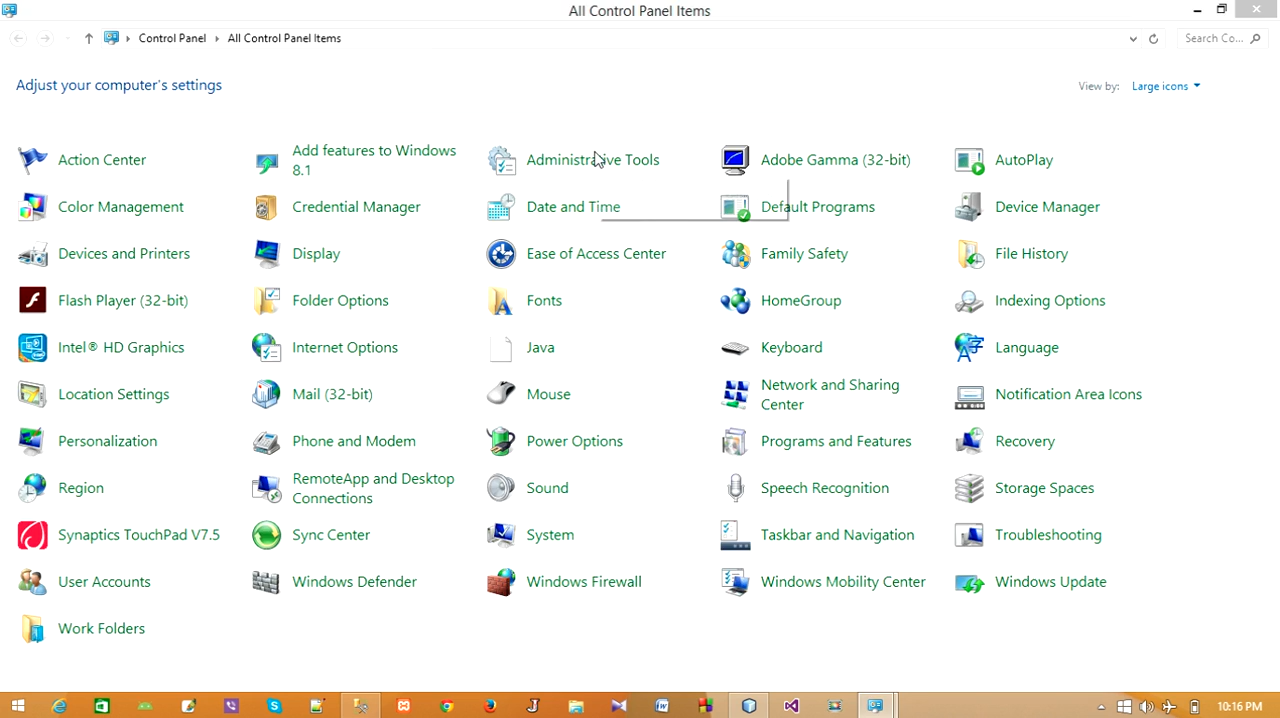 All Control Panel Items
Control Panel All Control Panel Items Search Co...
Adjust your computer's settings
View by: Large icons
Action Center
Add features to Windows
8.1
Administrative Tools
Adobe Gamma (32-bit)
AutoPlay
Color Management
Credential Manager
Date and Time
Default Programs
Device Manager
Devices and Printers
Display
Ease of Access Center
Family Safety
File History
Flash Player (32-bit)
Folder Options
Fonts
HomeGroup
Indexing Options
Intel® HD Graphics
Internet Options
Java
Keyboard
Language
Location Settings
Mail (32-bit)
Mouse
Network and Sharing
Center
Notification Area Icons
Personalization
Phone and Modem
Power Options
Programs and Features
Recovery
Region
RemoteApp and Desktop
Connections
Sound
Speech Recognition
Storage Spaces
Synaptics TouchPad V7.5
Sync Center
System
Taskbar and Navigation
Troubleshooting
User Accounts
Windows Defender
Windows Firewall
Windows Mobility Center
Windows Update
Work Folders
10:16 PM